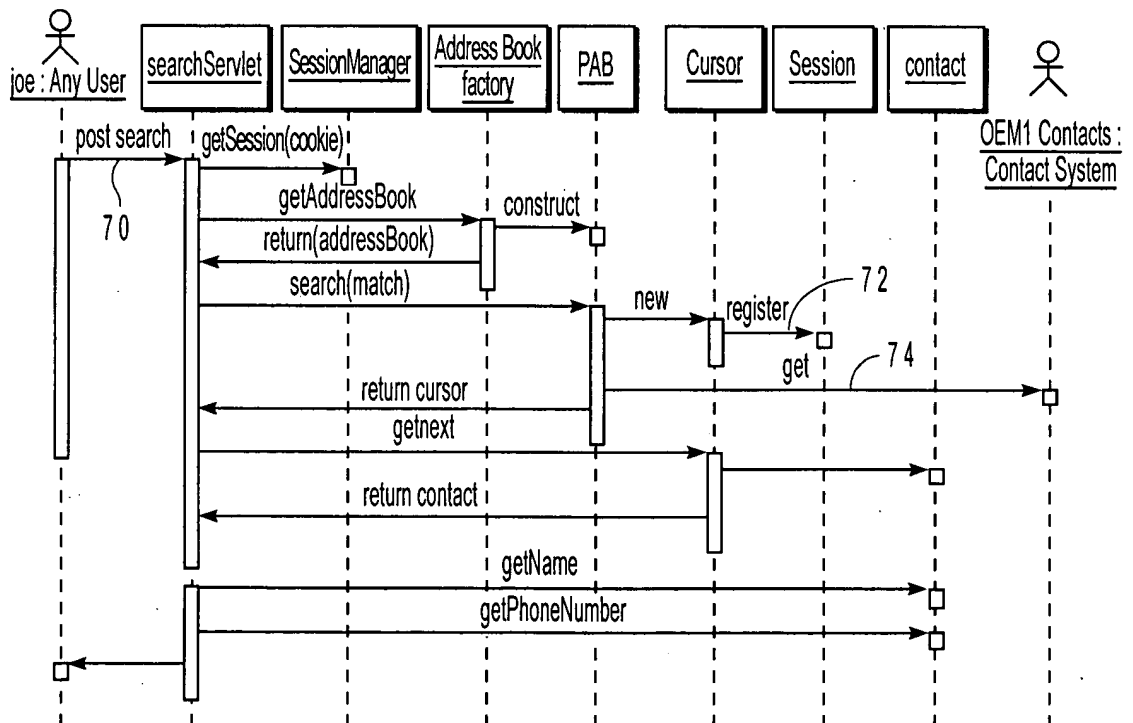 joe : Any User
searchServlet
SessionManager
Address Book
factory
PAB
Cursor
Session
contact
OEM1 Contacts :
Contact System
post search
70
getSession(cookie)
getAddressBook
construct
return(addressBook)
search(match)
new
register
72
get
74
return cursor
getnext
return contact
getName
getPhoneNumber